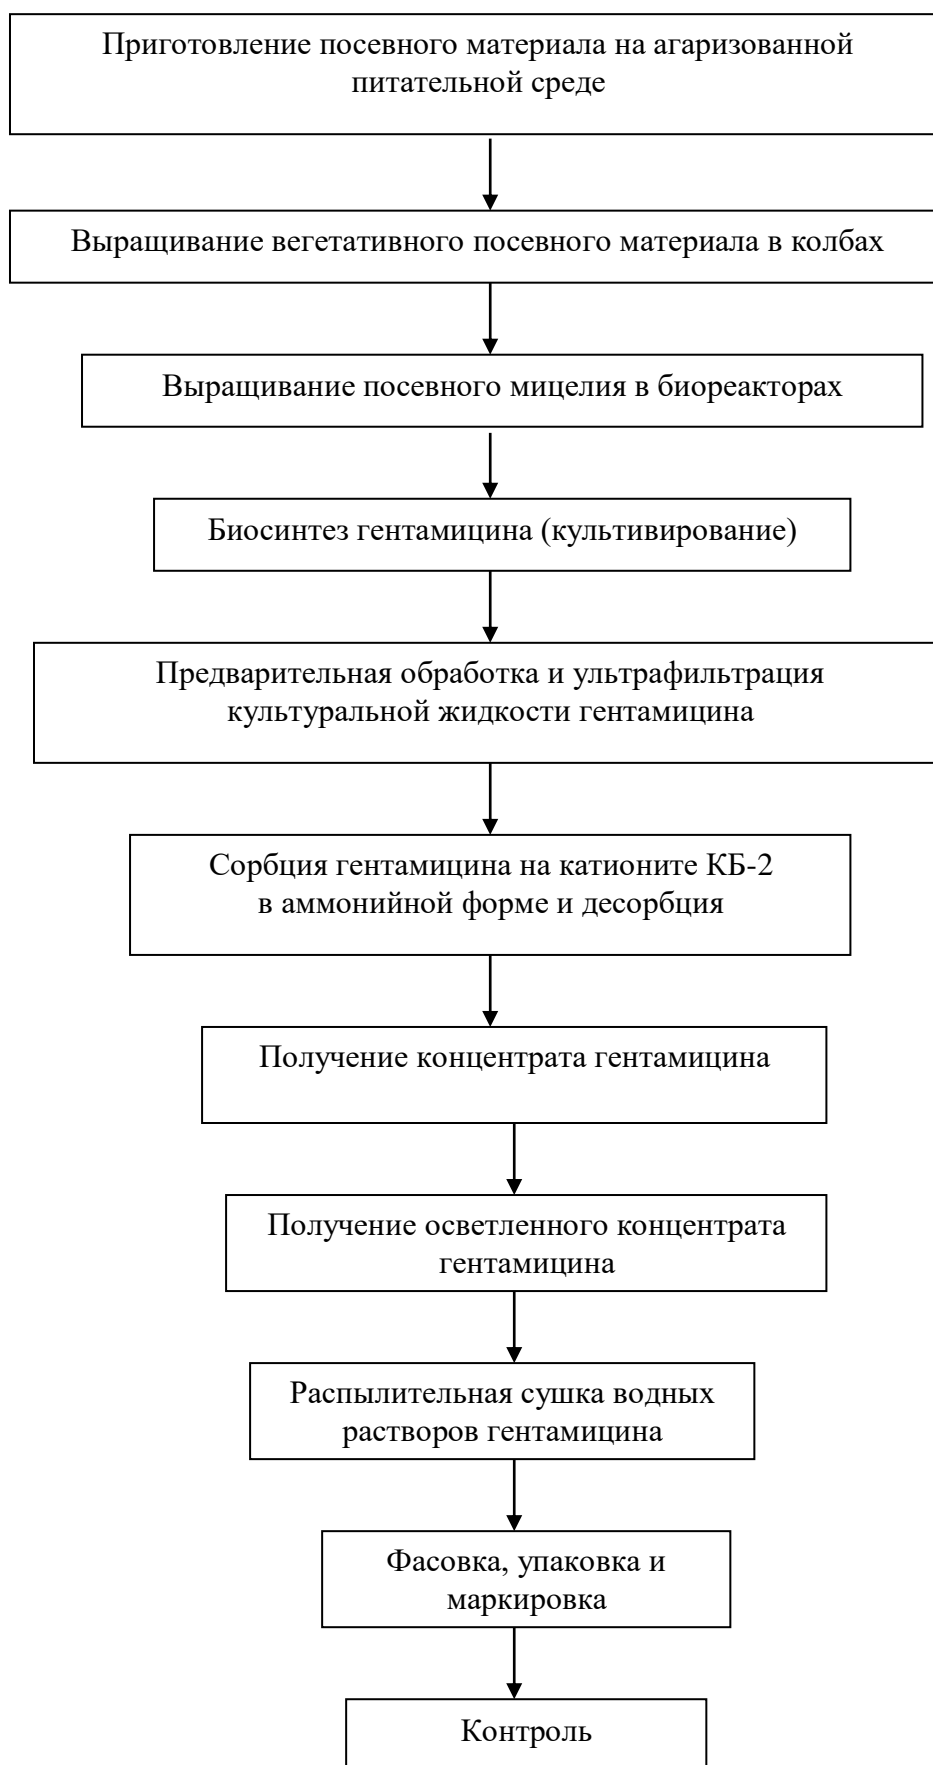 Приготовление посевного материала на агаризованной
питательной среде
Выращивание вегетативного посевного материала в колбах
Выращивание посевного мицелия в биореакторах
Биосинтез гентамицина (культивирование)
Предварительная обработка и ультрафильтрация
культуральной жидкости гентамицина
Сорбция гентамицина на катионите КБ-2
в аммонийной форме и десорбция
Получение концентрата гентамицина
Получение осветленного концентрата
гентамицина
Распылительная сушка водных
растворов гентамицина
Фасовка, упаковка и
маркировка
Контроль